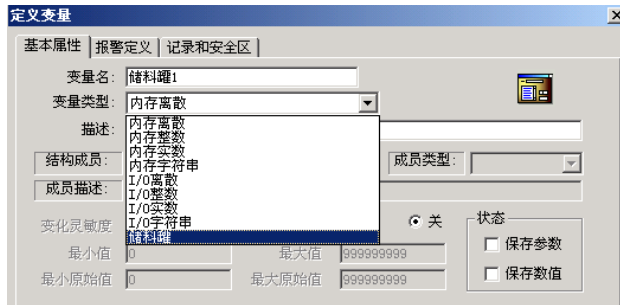 定义变量
基本属性 报警定义 记录和安全区
变量名: 储料罐1
变量类型: 内存离散
描述:
内存离散
内存整数
内存实数
内存字符串
I/O离散
I/O整数
I/O实数
I/O字符串
储料罐
结构成员: 成员类型:
成员描述:
变化灵敏度 关 状态
保存参数
最小值 0 最大值 999999999
保存数值
最小原始值 0 最大原始值 999999999